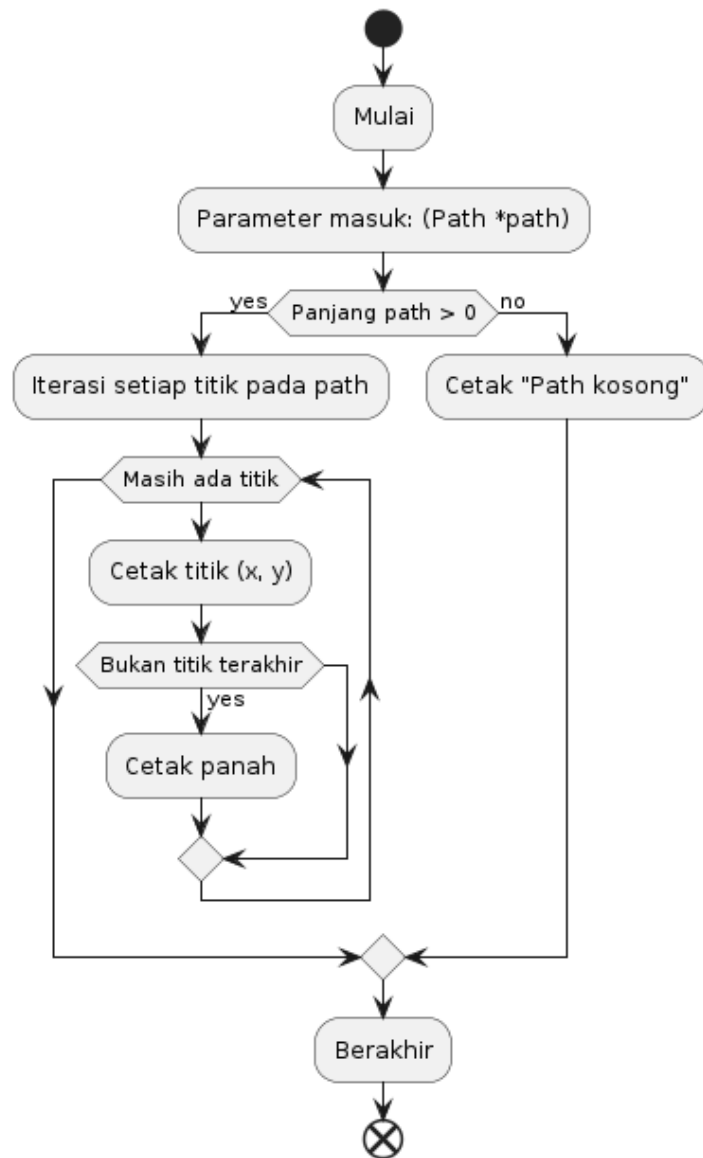 Mulai
Parameter masuk: (Path *path)
yes
Panjang path > 0
no
Iterasi setiap titik pada path
Cetak "Path kosong"
Masih ada titik
Cetak titik (x, y)
Bukan titik terakhir
yes
Cetak panah
Berakhir